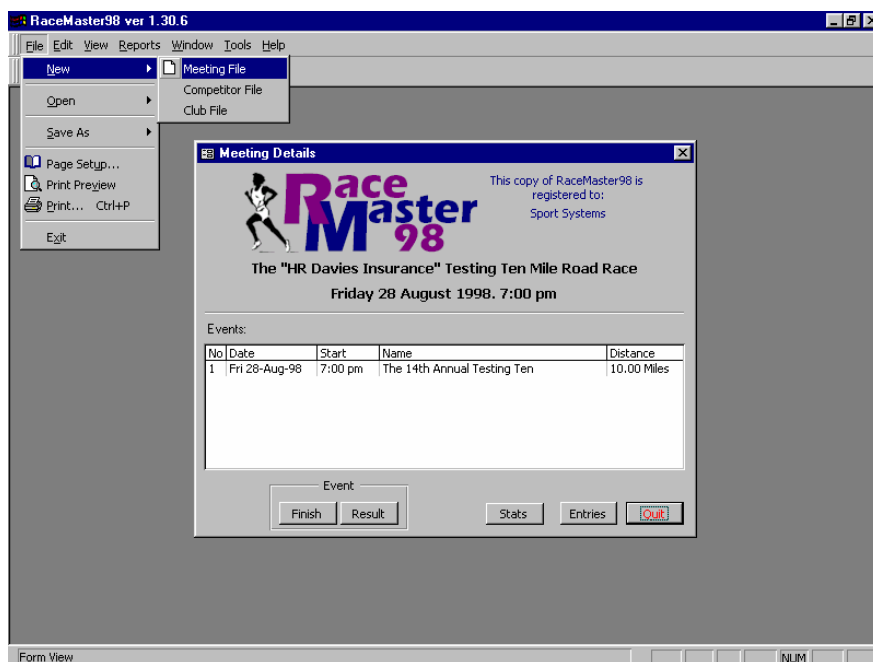 RaceMaster98 ver 1.30.6
File Edit View Reports Window Tools Help
New
Open
Save As
Page Setup...
Print Preview
Print... Ctrl+P
Exit
Meeting File
Competitor File
Club File
Meeting Details
Race
Master
98
This copy of RaceMaster98 is
registered to:
Sport Systems
The "HR Davies Insurance" Testing Ten Mile Road Race
Friday 28 August 1998. 7:00 pm
Events:
No Date Start Name Distance
1 Fri 28-Aug-98 7:00 pm The 14th Annual Testing Ten 10.00 Miles
Event
Finish Result Stats Entries Quit
Form View NUM